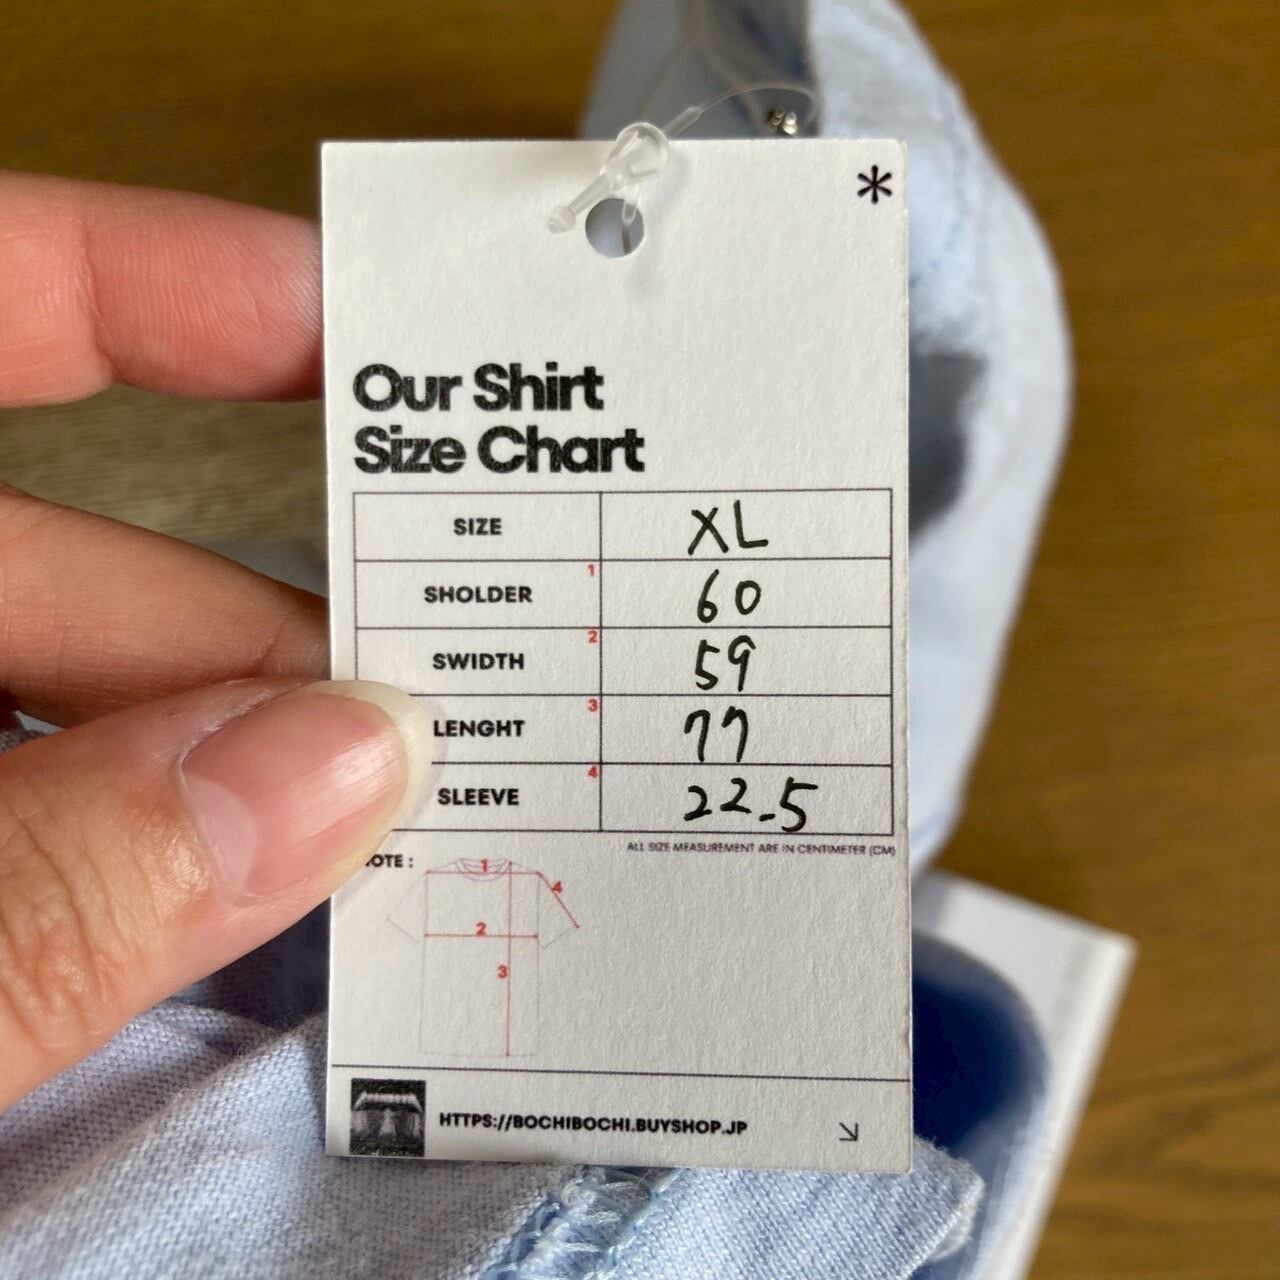 *
Our Shirt
Size Chart
SIZE XL
SHOLDER 1 60
SWIDTH 2 59
LENGHT 3 77
SLEEVE 4 22.5
ALL SIZE MEASUREMENT ARE IN CENTIMETER (CM)
OTE :
1
4
2
3
HTTPS://BOCHIBOCHI.BUYSHOP.JP